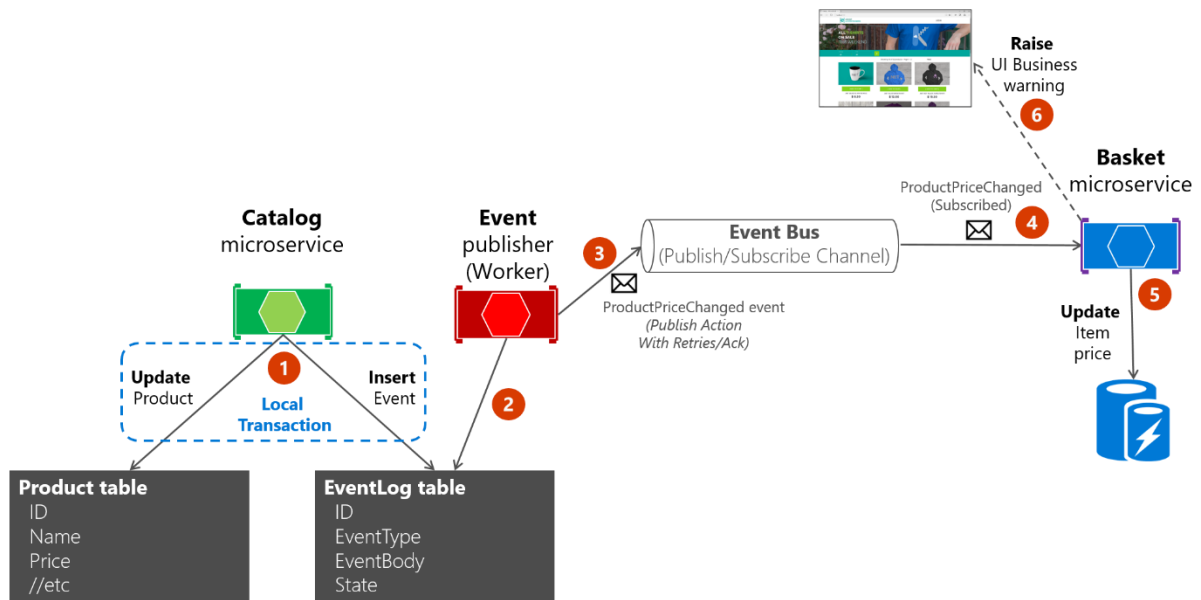 Raise
UI Business
warning
6
Basket
microservice
ProductPriceChanged
(Subscribed)
4
Catalog
microservice
Event
publisher
(Worker)
3
Event Bus
(Publish/Subscribe Channel)
ProductPriceChanged event
(Publish Action
With Retries/Ack)
5
Update
Item
price
1
Update
Product
Insert
Event
Local
Transaction
2
Product table
ID
Name
Price
//etc
EventLog table
ID
EventType
EventBody
State